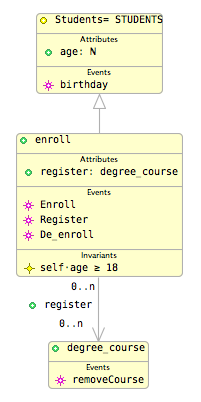 Students= STUDENTS
Attributes
age: ℕ
Events
birthday
enroll
Attributes
register: degree_course
Events
Enroll
Register
De_enroll
Invariants
self·age ≥ 18
0..n
register
0..n
degree_course
Events
removeCourse